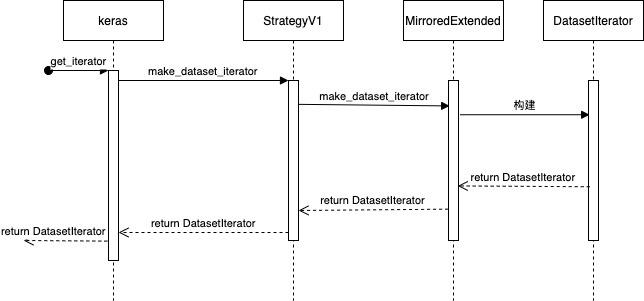 keras
StrategyV1
MirroredExtended
DatasetIterator
get_iterator
make_dataset_iterator
make_dataset_iterator
构建
return DatasetIterator
return DatasetIterator
return DatasetIterator
return DatasetIterator